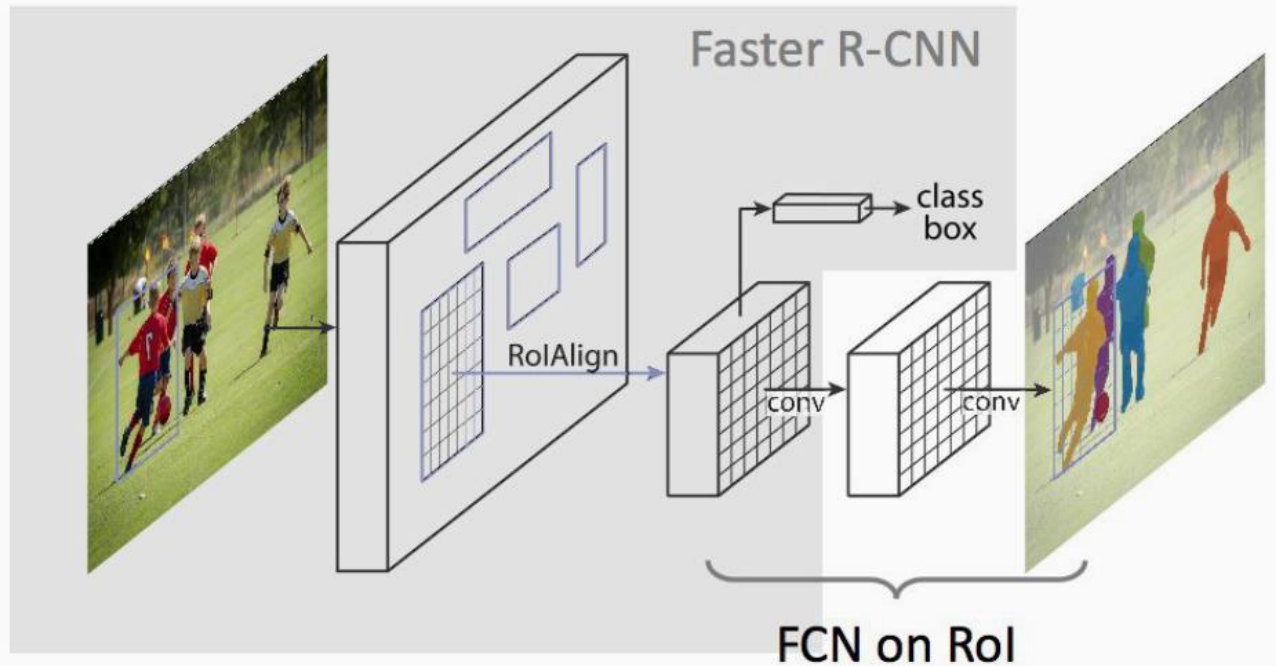 Faster R-CNN
class
box
RoIAlign
conv
conv
FCN on RoI